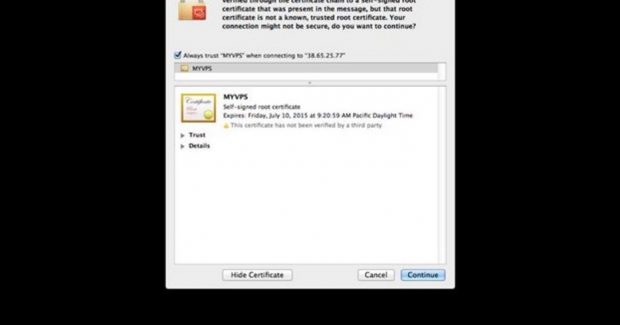 verified through the certificate chain to a self-signed root
certificate that was present in the message, but that root
certificate is not a known, trusted root certificate. Your
connection might not be secure, do you want to continue?
Always trust "MYVPS" when connecting to "38.65.25.77"
MYVPS
MYVPS
Self-signed root certificate
Expires: Friday, July 10, 2015 at 9:20:59 AM Pacific Daylight Time
This certificate has not been verified by a third party
Trust
Details
Hide Certificate
Cancel
Continue